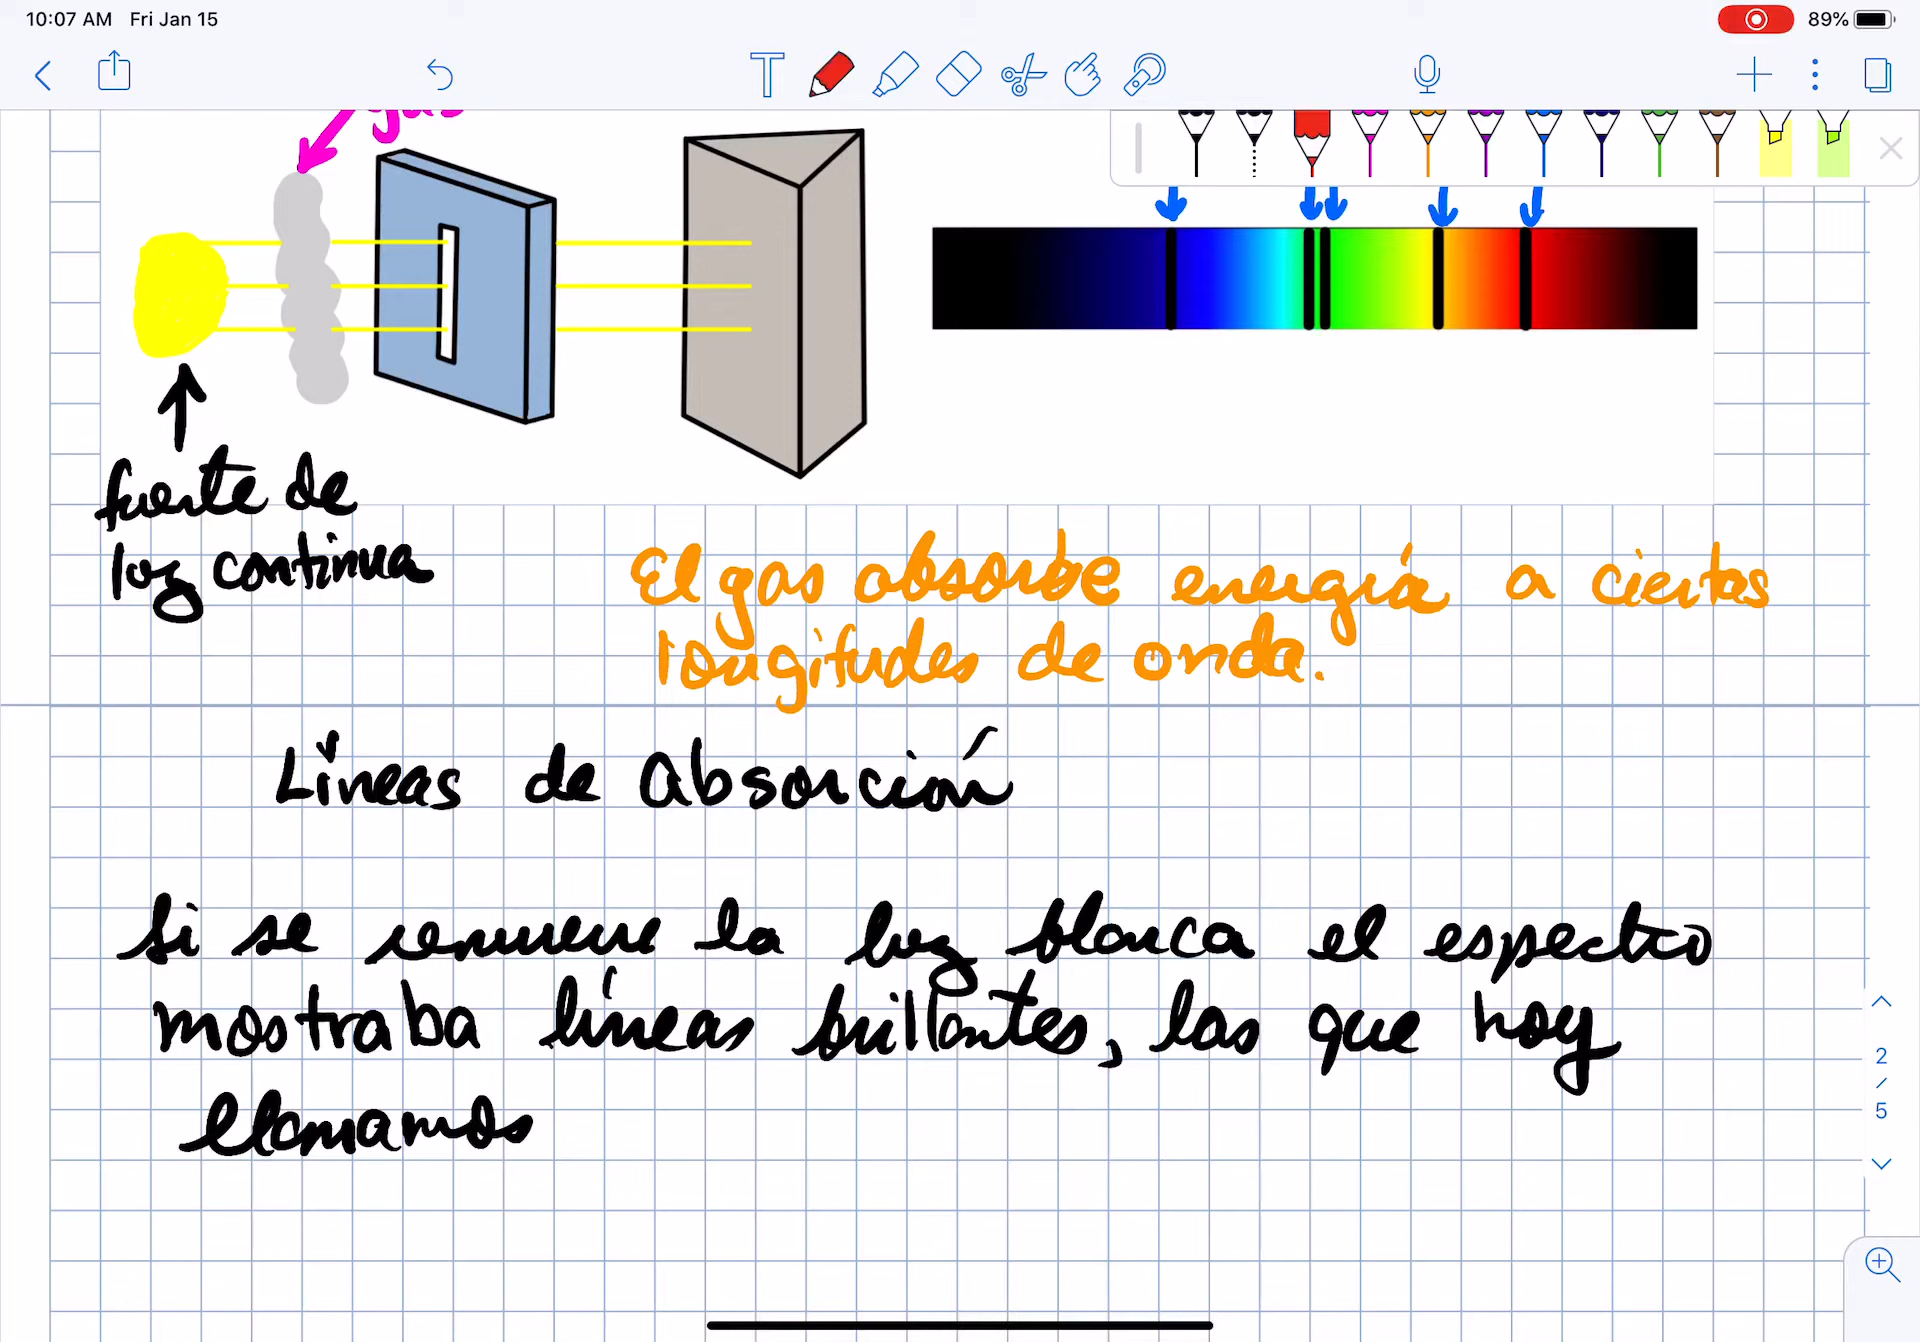 10:07 AM Fri Jan 15
89%
gas
fuente de
luz continua
El gas absorbe energía a ciertas
longitudes de onda.
Líneas de absorción
Si se remueve la luz blanca el espectro
mostraba líneas brillantes, las que hoy
llamamos
2
/
5